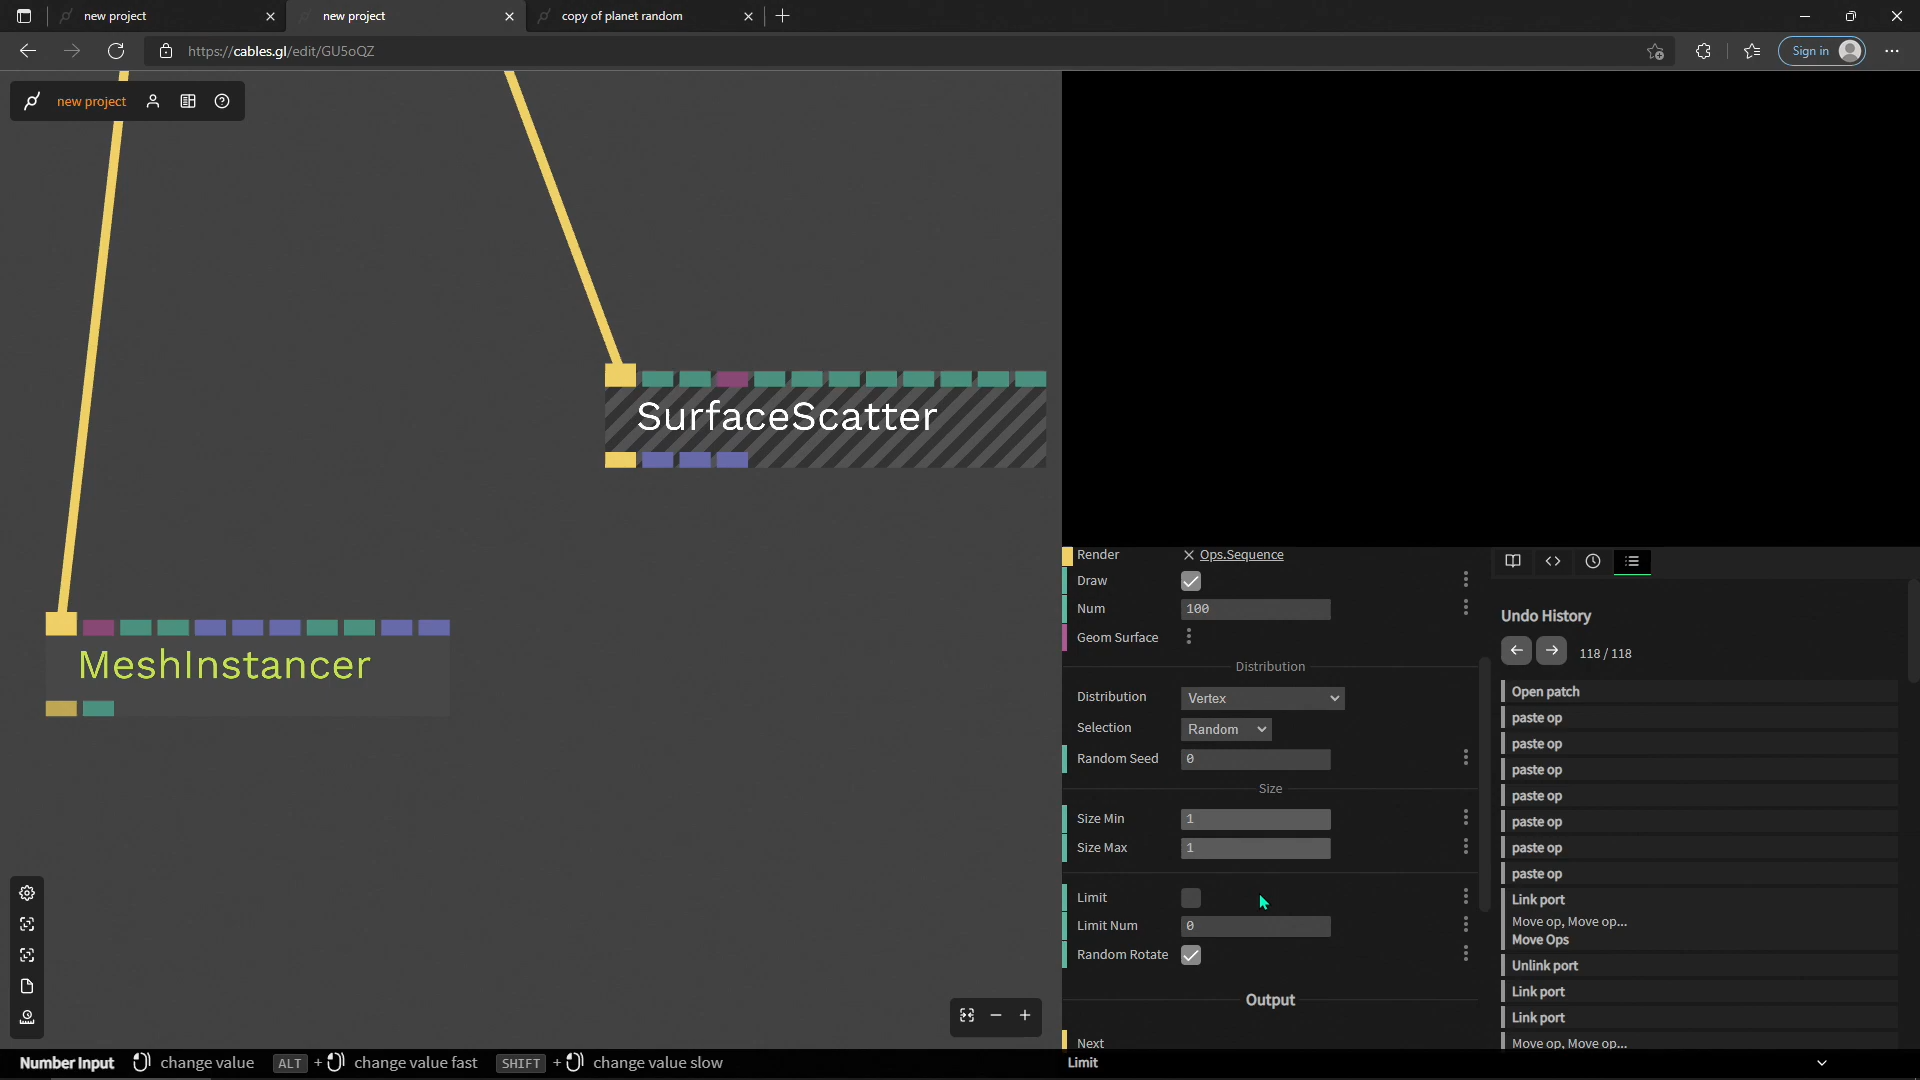 new project
new project
copy of planet random
https://cables.gl/edit/GU5oQZ
Sign in
new project
SurfaceScatter
MeshInstancer
Render
Ops.Sequence
Draw
Num
100
Geom Surface
Distribution
Distribution
Vertex
Selection
Random
Random Seed
0
Size
Size Min
1
Size Max
1
Limit
Limit Num
0
Random Rotate
Output
Next
Undo History
118 / 118
Open patch
paste op
paste op
paste op
paste op
paste op
paste op
paste op
Link port
Move op, Move op...
Move Ops
Unlink port
Link port
Link port
Move op, Move op...
Number Input change value ALT + change value fast SHIFT + change value slow
Limit